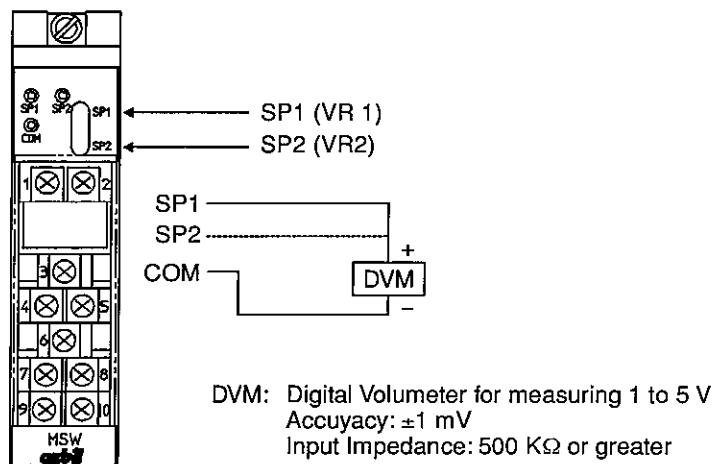 SP1 SP2 SP1
COM SP2
SP1 (VR 1)
SP2 (VR2)
1 2
3
4 5
6
7 8
9 10
MSW
azbil
SP1
SP2
COM
+
DVM
−
DVM: Digital Volumeter for measuring 1 to 5 V
Accuyacy: ±1 mV
Input Impedance: 500 KΩ or greater